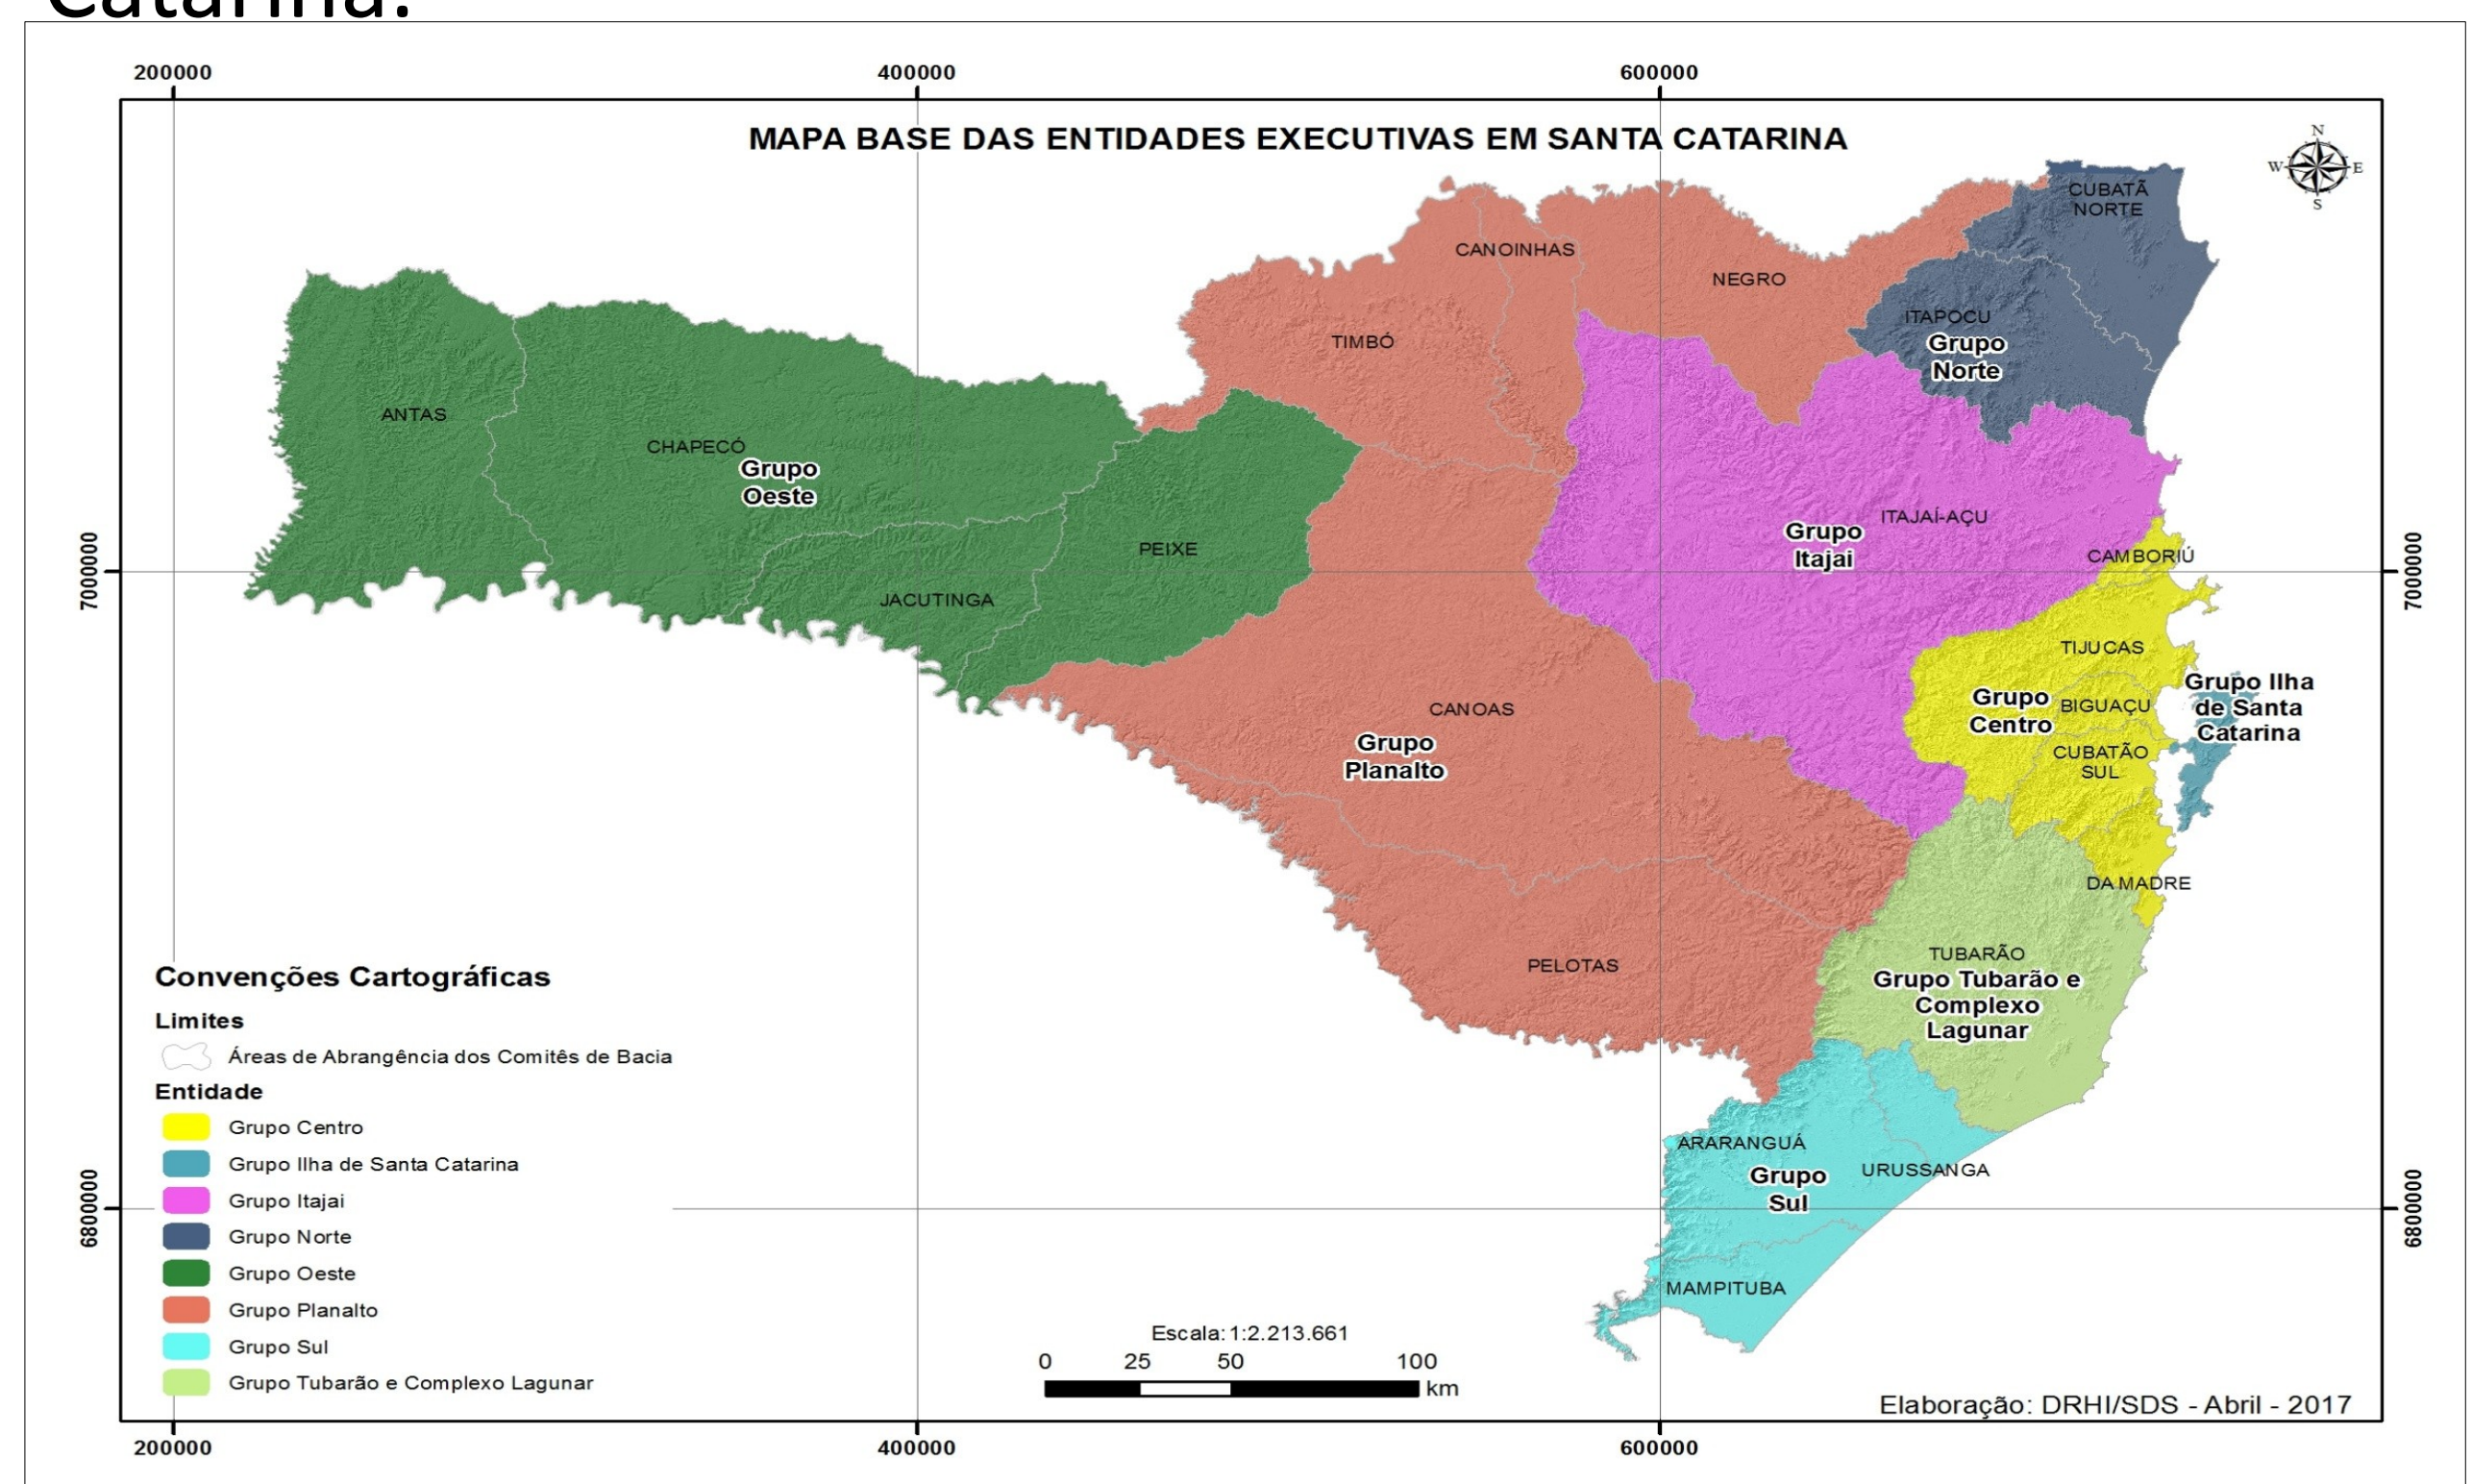 Catarina:
200000 400000 600000
MAPA BASE DAS ENTIDADES EXECUTIVAS EM SANTA CATARINA
N
W E
S
CUBATÃ
NORTE
CANOINHAS
NEGRO
ITAPOCU
Grupo
Norte
TIMBÓ
ANTAS
CHAPECÓ
Grupo
Oeste
PEIXE
JACUTINGA
ITAJAÍ-AÇU
Grupo
Itajai
CAMBORIÚ
7000000 7000000
TIJUCAS
Grupo
Centro
BIGUAÇU
CUBATÃO
SUL
Grupo Ilha
de Santa
Catarina
CANOAS
Grupo
Planalto
DA MADRE
PELOTAS
TUBARÃO
Grupo Tubarão e
Complexo
Lagunar
ARARANGUÁ
URUSSANGA
Grupo
Sul
MAMPITUBA
6800000 6800000
Convenções Cartográficas
Limites
Áreas de Abrangência dos Comitês de Bacia
Entidade
Grupo Centro
Grupo Ilha de Santa Catarina
Grupo Itajai
Grupo Norte
Grupo Oeste
Grupo Planalto
Grupo Sul
Grupo Tubarão e Complexo Lagunar
Escala: 1:2.213.661
0 25 50 100
km
Elaboração: DRHI/SDS - Abril - 2017
200000 400000 600000